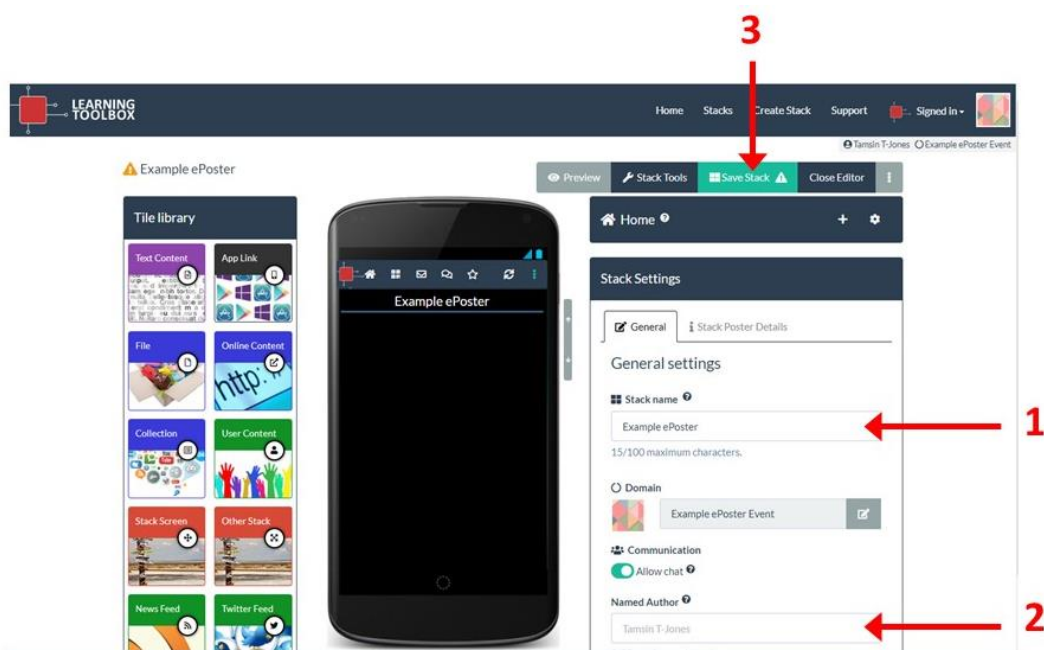 3
LEARNING
TOOLBOX
Home Stacks Create Stack Support Signed in
Tamsin T-Jones Example ePoster Event
Example ePoster
Preview Stack Tools Save Stack Close Editor
Tile library
Home
Text Content App Link
Example ePoster
Stack Settings
General Stack Poster Details
File Online Content
http:
General settings
Stack name
Example ePoster
1
15/100 maximum characters.
Collection User Content
Domain
Example ePoster Event
Stack Screen Other Stack
Communication
Allow chat
Named Author
News Feed Twitter Feed
Tamsin T-Jones
2